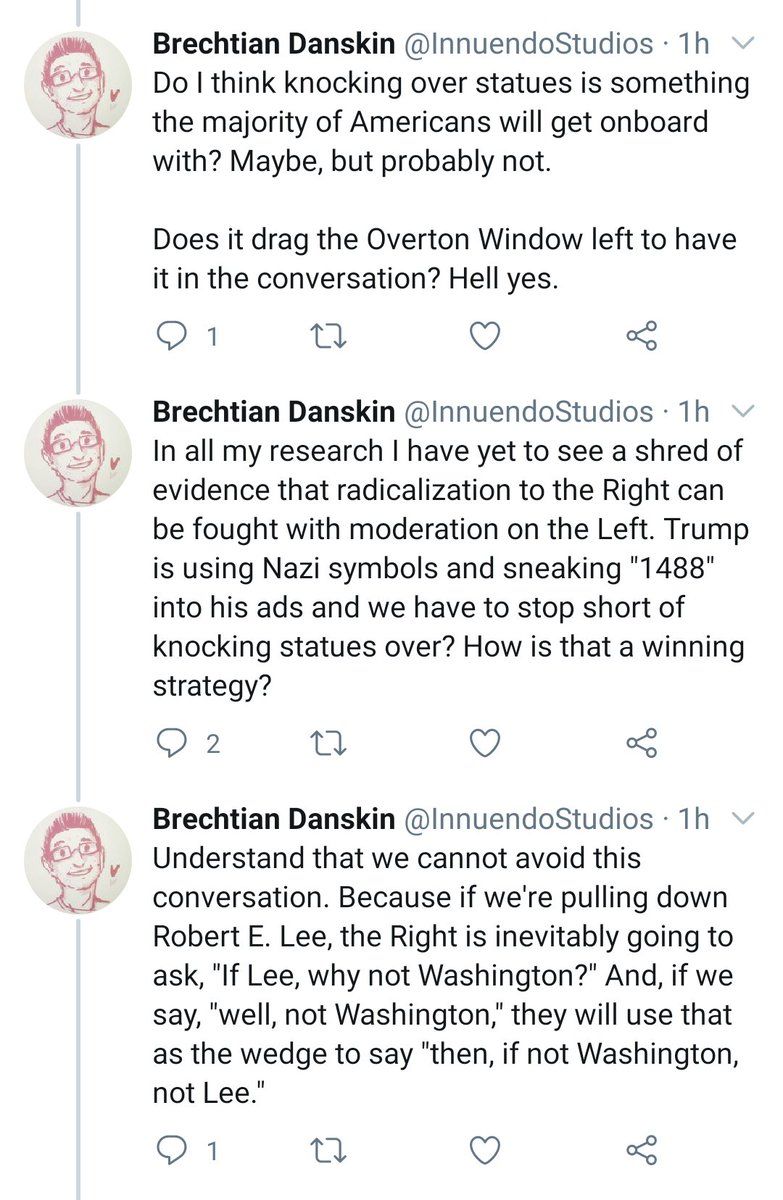 Brechtian Danskin @InnuendoStudios · 1h
Do I think knocking over statues is something
the majority of Americans will get onboard
with? Maybe, but probably not.
Does it drag the Overton Window left to have
it in the conversation? Hell yes.
1
Brechtian Danskin @InnuendoStudios · 1h
In all my research I have yet to see a shred of
evidence that radicalization to the Right can
be fought with moderation on the Left. Trump
is using Nazi symbols and sneaking "1488"
into his ads and we have to stop short of
knocking statues over? How is that a winning
strategy?
2
Brechtian Danskin @InnuendoStudios · 1h
Understand that we cannot avoid this
conversation. Because if we're pulling down
Robert E. Lee, the Right is inevitably going to
ask, "If Lee, why not Washington?" And, if we
say, "well, not Washington," they will use that
as the wedge to say "then, if not Washington,
not Lee."
1